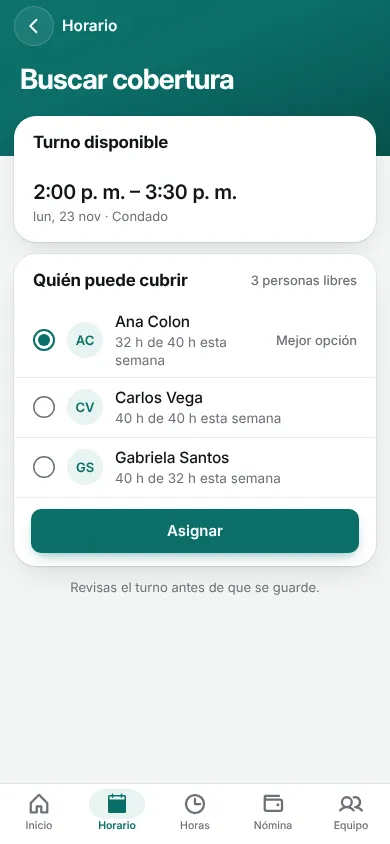 Horario
Buscar cobertura
Turno disponible
2:00 p. m. – 3:30 p. m.
lun, 23 nov · Condado
Quién puede cubrir
3 personas libres
AC
Ana Colon
32 h de 40 h esta
semana
Mejor opción
CV
Carlos Vega
40 h de 40 h esta semana
GS
Gabriela Santos
40 h de 32 h esta semana
Asignar
Revisas el turno antes de que se guarde.
Inicio
Horario
Horas
Nómina
Equipo